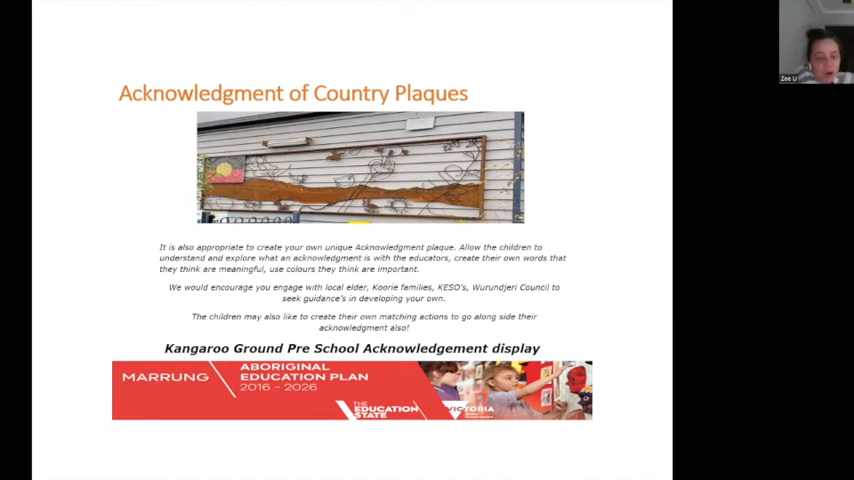 Acknowledgment of Country Plaques
It is also appropriate to create your own unique Acknowledgment plaque. Allow the children to
understand and explore what an acknowledgment is with the educators, create their own words that
they think are meaningful, use colours they think are important.
We would encourage you engage with local elder, Koorie families, KESO's, Wurundjeri Council to
seek guidance's in developing your own.
The children may also like to create their own matching actions to go along side their
acknowledgment also!
Kangaroo Ground Pre School Acknowledgement display
MARRUNG
ABORIGINAL
EDUCATION PLAN
2016 - 2026
THE
EDUCATION
STATE
VICTORIA
Zoe U